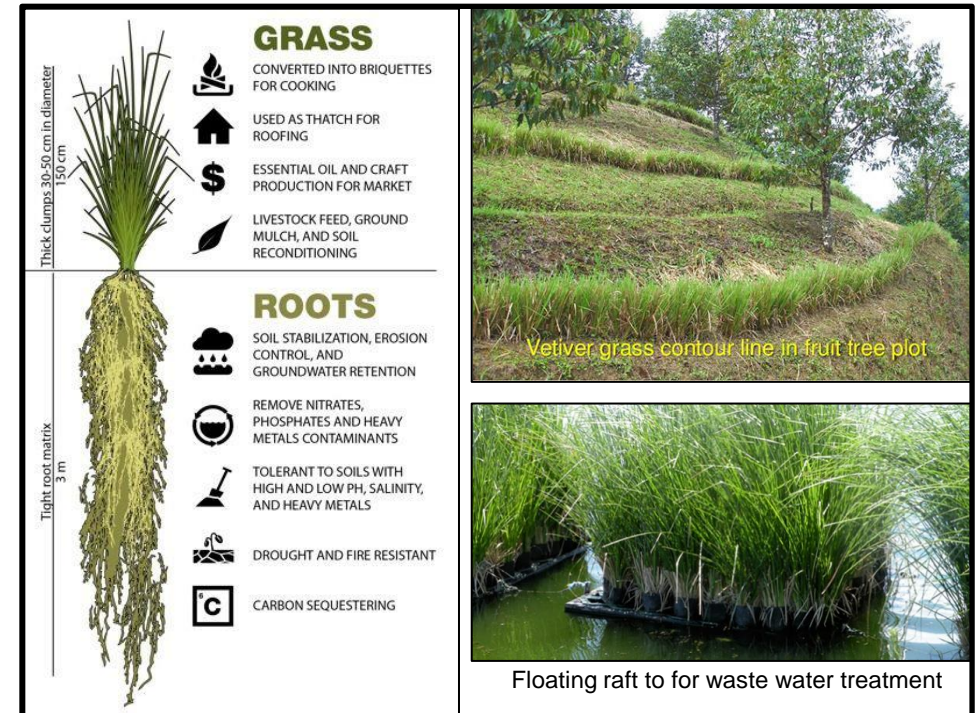 GRASS
CONVERTED INTO BRIQUETTES
FOR COOKING
USED AS THATCH FOR
ROOFING
$
ESSENTIAL OIL AND CRAFT
PRODUCTION FOR MARKET
LIVESTOCK FEED, GROUND
MULCH, AND SOIL
RECONDITIONING
Thick clumps 30-50 cm in diameter
150 cm
ROOTS
SOIL STABILIZATION, EROSION
CONTROL, AND
GROUNDWATER RETENTION
REMOVE NITRATES,
PHOSPHATES AND HEAVY
METALS CONTAMINANTS
TOLERANT TO SOILS WITH
HIGH AND LOW PH, SALINITY,
AND HEAVY METALS
DROUGHT AND FIRE RESISTANT
6
C
CARBON SEQUESTERING
Tight root matrix
3 m
Vetiver grass contour line in fruit tree plot
Floating raft to for waste water treatment